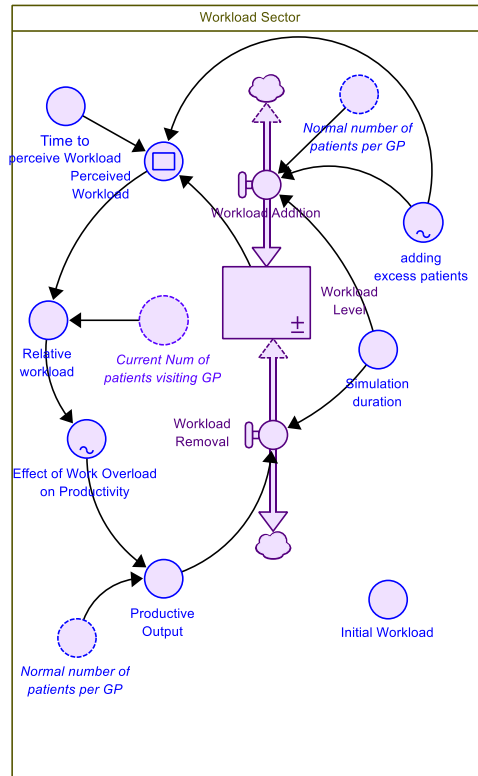 Workload Sector
Normal number of
patients per GP
Time to
perceive Workload
Perceived
Workload
Workload Addition
adding
excess patients
Workload
Level
Relative
workload
Current Num of
patients visiting GP
Simulation
duration
Workload
Removal
Effect of Work Overload
on Productivity
Productive
Output
Initial Workload
Normal number of
patients per GP